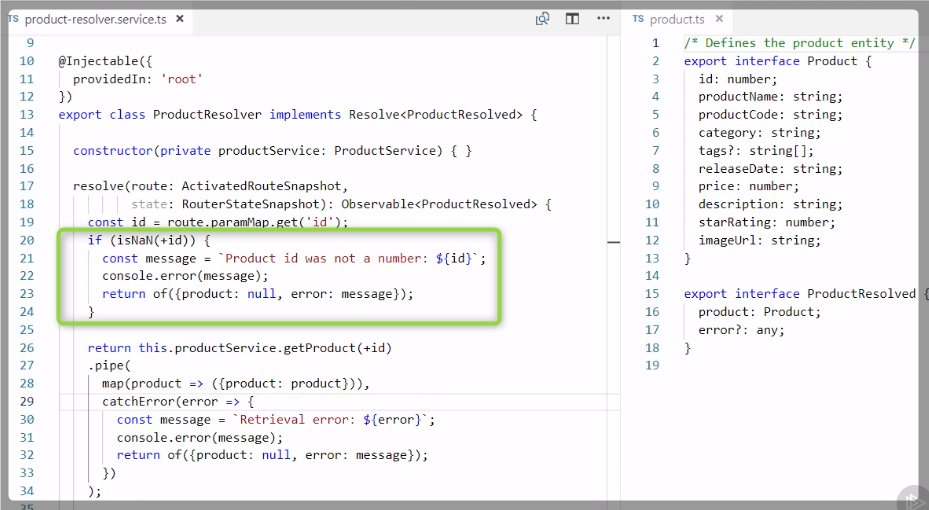 TS product-resolver.service.ts ×
9
10 @Injectable({
11 providedIn: 'root'
12 })
13 export class ProductResolver implements Resolve<ProductResolved> {
14
15 constructor(private productService: ProductService) { }
16
17 resolve(route: ActivatedRouteSnapshot,
18 state: RouterStateSnapshot): Observable<ProductResolved> {
19 const id = route.paramMap.get('id');
20 if (isNaN(+id)) {
21 const message = `Product id was not a number: ${id}`;
22 console.error(message);
23 return of({product: null, error: message});
24 }
25
26 return this.productService.getProduct(+id)
27 .pipe(
28 map(product => ({product: product})),
29 catchError(error => {
30 const message = `Retrieval error: ${error}`;
31 console.error(message);
32 return of({product: null, error: message});
33 })
34 );
35
TS product.ts ×
1 /* Defines the product entity */
2 export interface Product {
3 id: number;
4 productName: string;
5 productCode: string;
6 category: string;
7 tags?: string[];
8 releaseDate: string;
9 price: number;
10 description: string;
11 starRating: number;
12 imageUrl: string;
13 }
14
15 export interface ProductResolved {
16 product: Product;
17 error?: any;
18 }
19